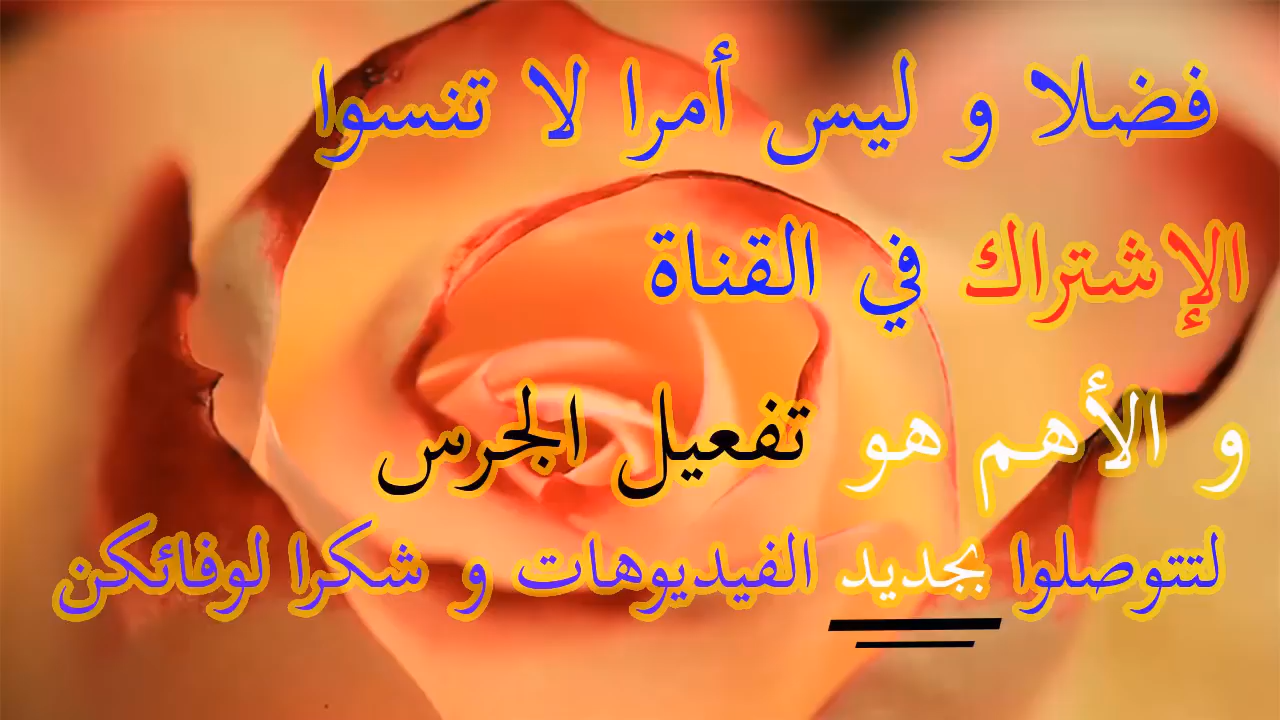 فضلا و ليس أمرا لا تنسوا
الإشتراك في القناة
و الأهم هو تفعيل الجرس
لتتوصلوا بجديد الفيديوهات و شكرا لوفائكن